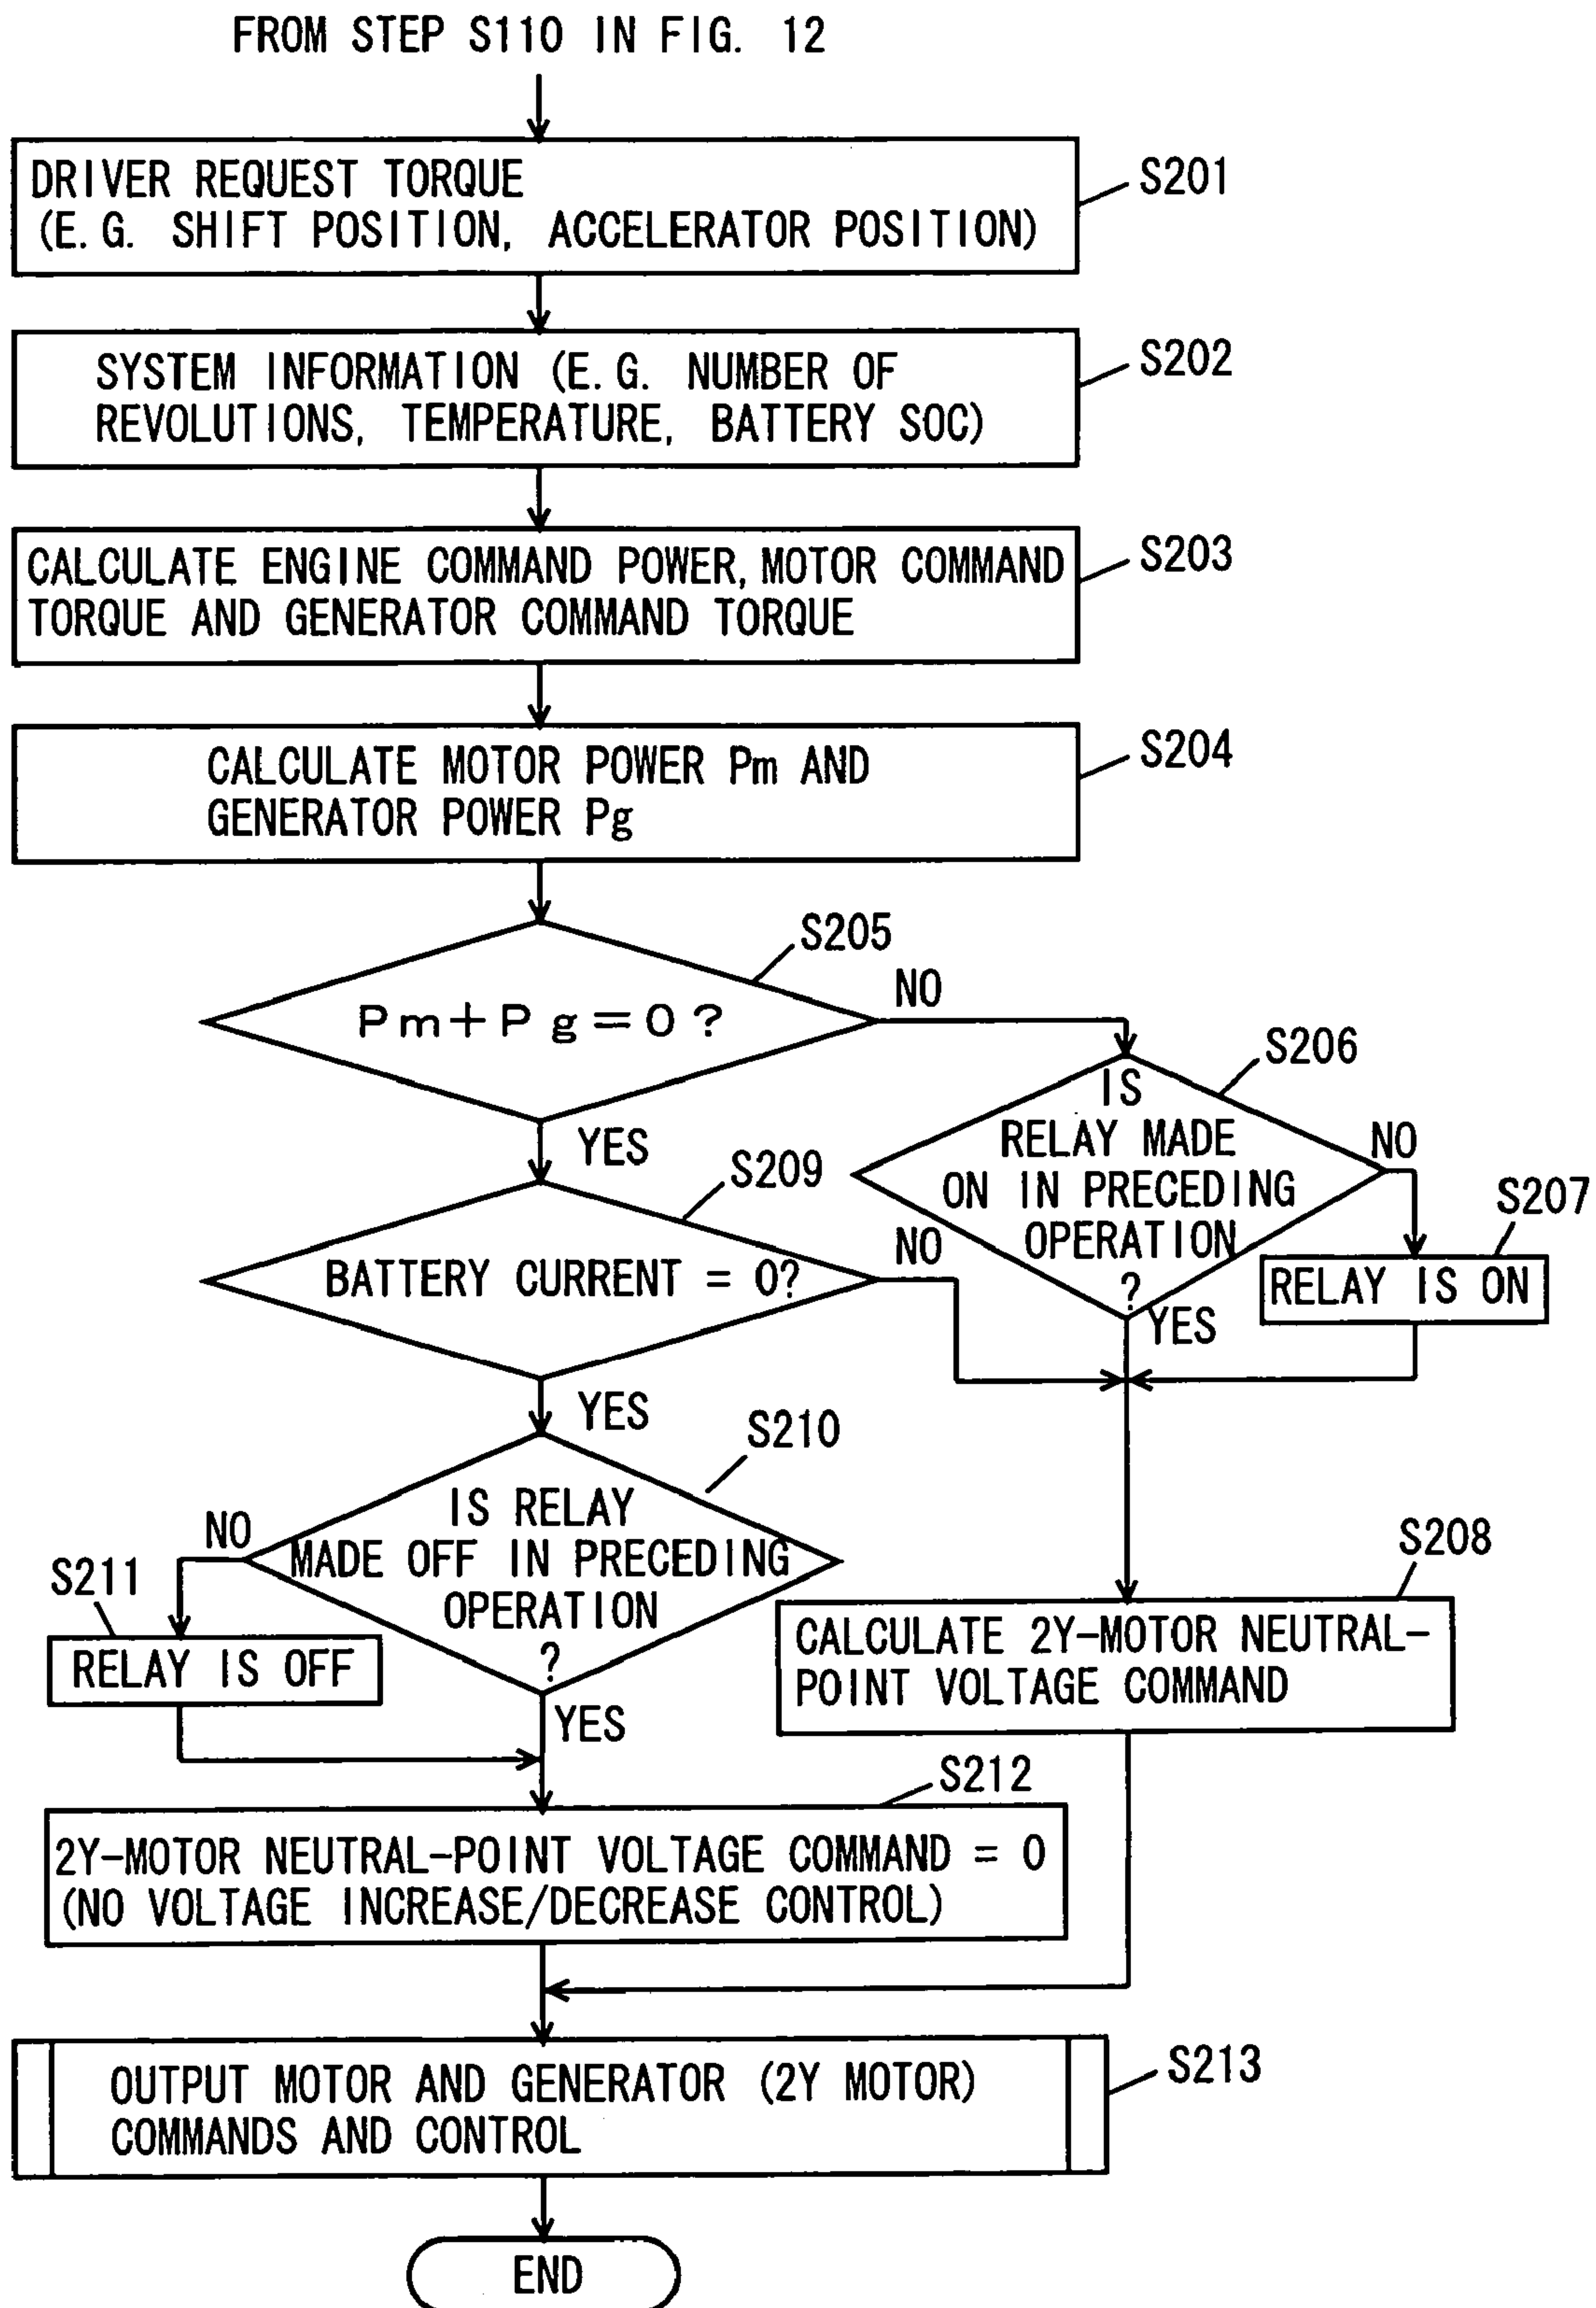 FROM STEP S110 IN FIG. 12
DRIVER REQUEST TORQUE
(E.G. SHIFT POSITION, ACCELERATOR POSITION)
S201
SYSTEM INFORMATION (E.G. NUMBER OF
REVOLUTIONS, TEMPERATURE, BATTERY SOC)
S202
CALCULATE ENGINE COMMAND POWER, MOTOR COMMAND
TORQUE AND GENERATOR COMMAND TORQUE
S203
CALCULATE MOTOR POWER Pm AND
GENERATOR POWER Pg
S204
S205
Pm+Pg=0?
NO
YES
S206
IS
RELAY MADE
ON IN PRECEDING
OPERATION
?
NO
YES
S207
RELAY IS ON
S209
BATTERY CURRENT = 0?
NO
YES
S210
IS RELAY
MADE OFF IN PRECEDING
OPERATION
?
NO
YES
S211
RELAY IS OFF
S208
CALCULATE 2Y-MOTOR NEUTRAL-
POINT VOLTAGE COMMAND
S212
2Y-MOTOR NEUTRAL-POINT VOLTAGE COMMAND = 0
(NO VOLTAGE INCREASE/DECREASE CONTROL)
OUTPUT MOTOR AND GENERATOR (2Y MOTOR)
COMMANDS AND CONTROL
S213
END